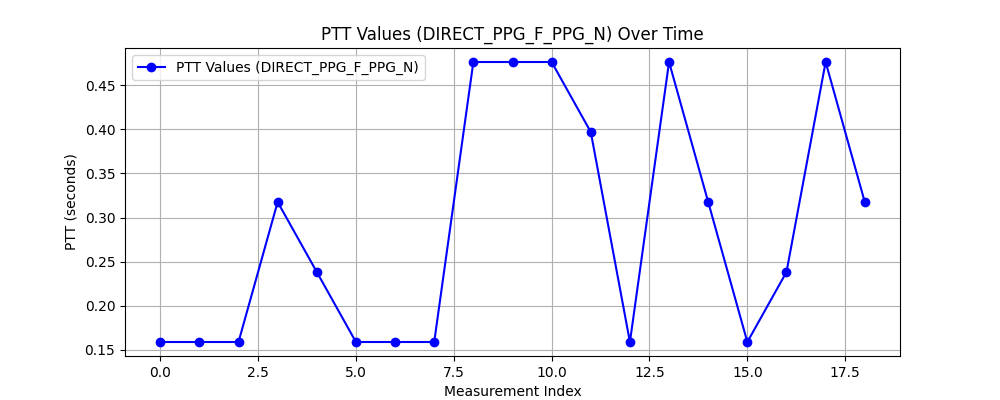 PTT Values (DIRECT_PPG_F_PPG_N) Over Time
PTT Values (DIRECT_PPG_F_PPG_N)
PTT (seconds)
0.45
0.40
0.35
0.30
0.25
0.20
0.15
0.0 2.5 5.0 7.5 10.0 12.5 15.0 17.5
Measurement Index